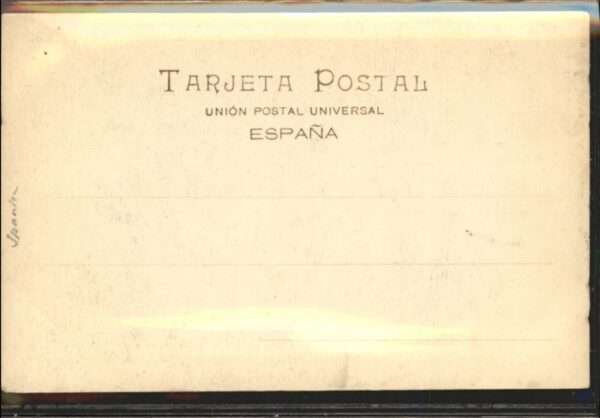 TARJETA POSTAL
UNIÓN POSTAL UNIVERSAL
ESPAÑA